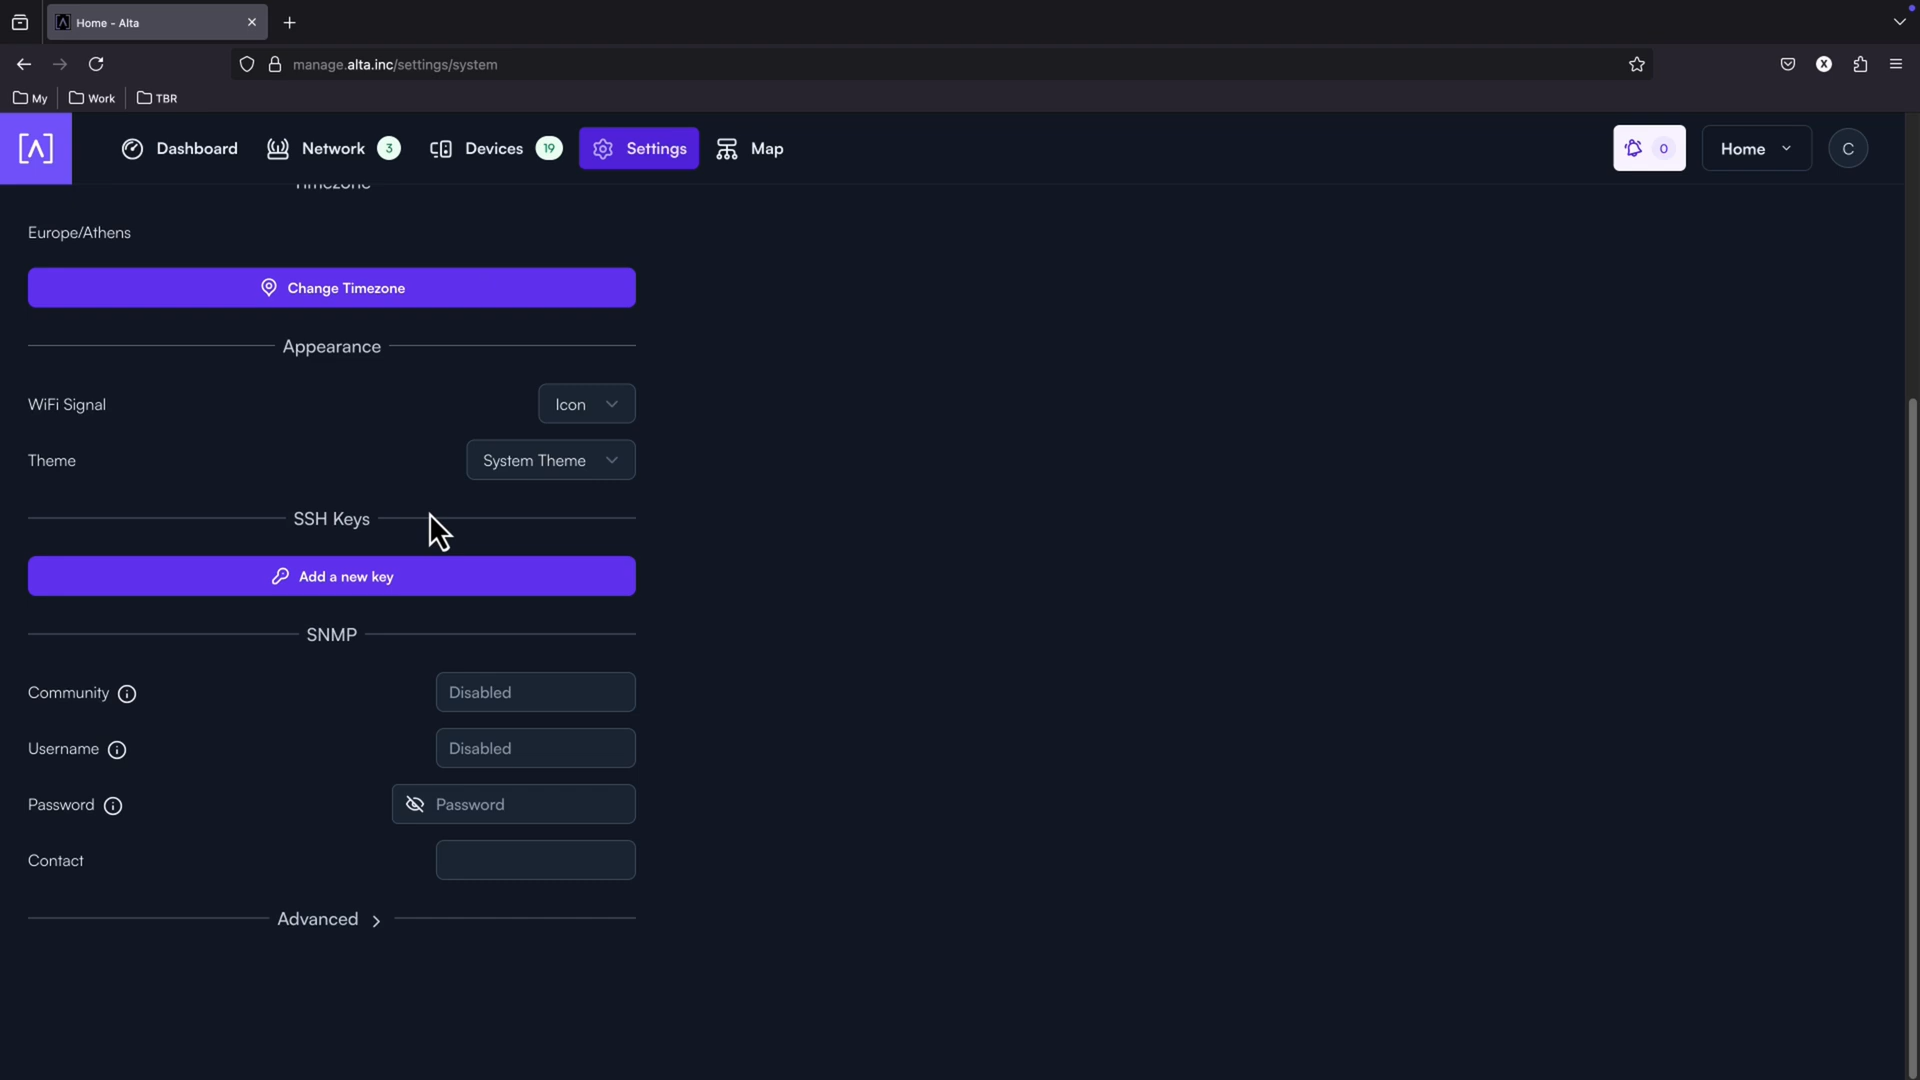 Home - Alta
manage.alta.inc/settings/system
My Work TBR
Dashboard Network 3 Devices 19 Settings Map 0 Home C
Timezone
Europe/Athens
Change Timezone
Appearance
WiFi Signal Icon
Theme System Theme
SSH Keys
Add a new key
SNMP
Community Disabled
Username Disabled
Password Password
Contact
Advanced